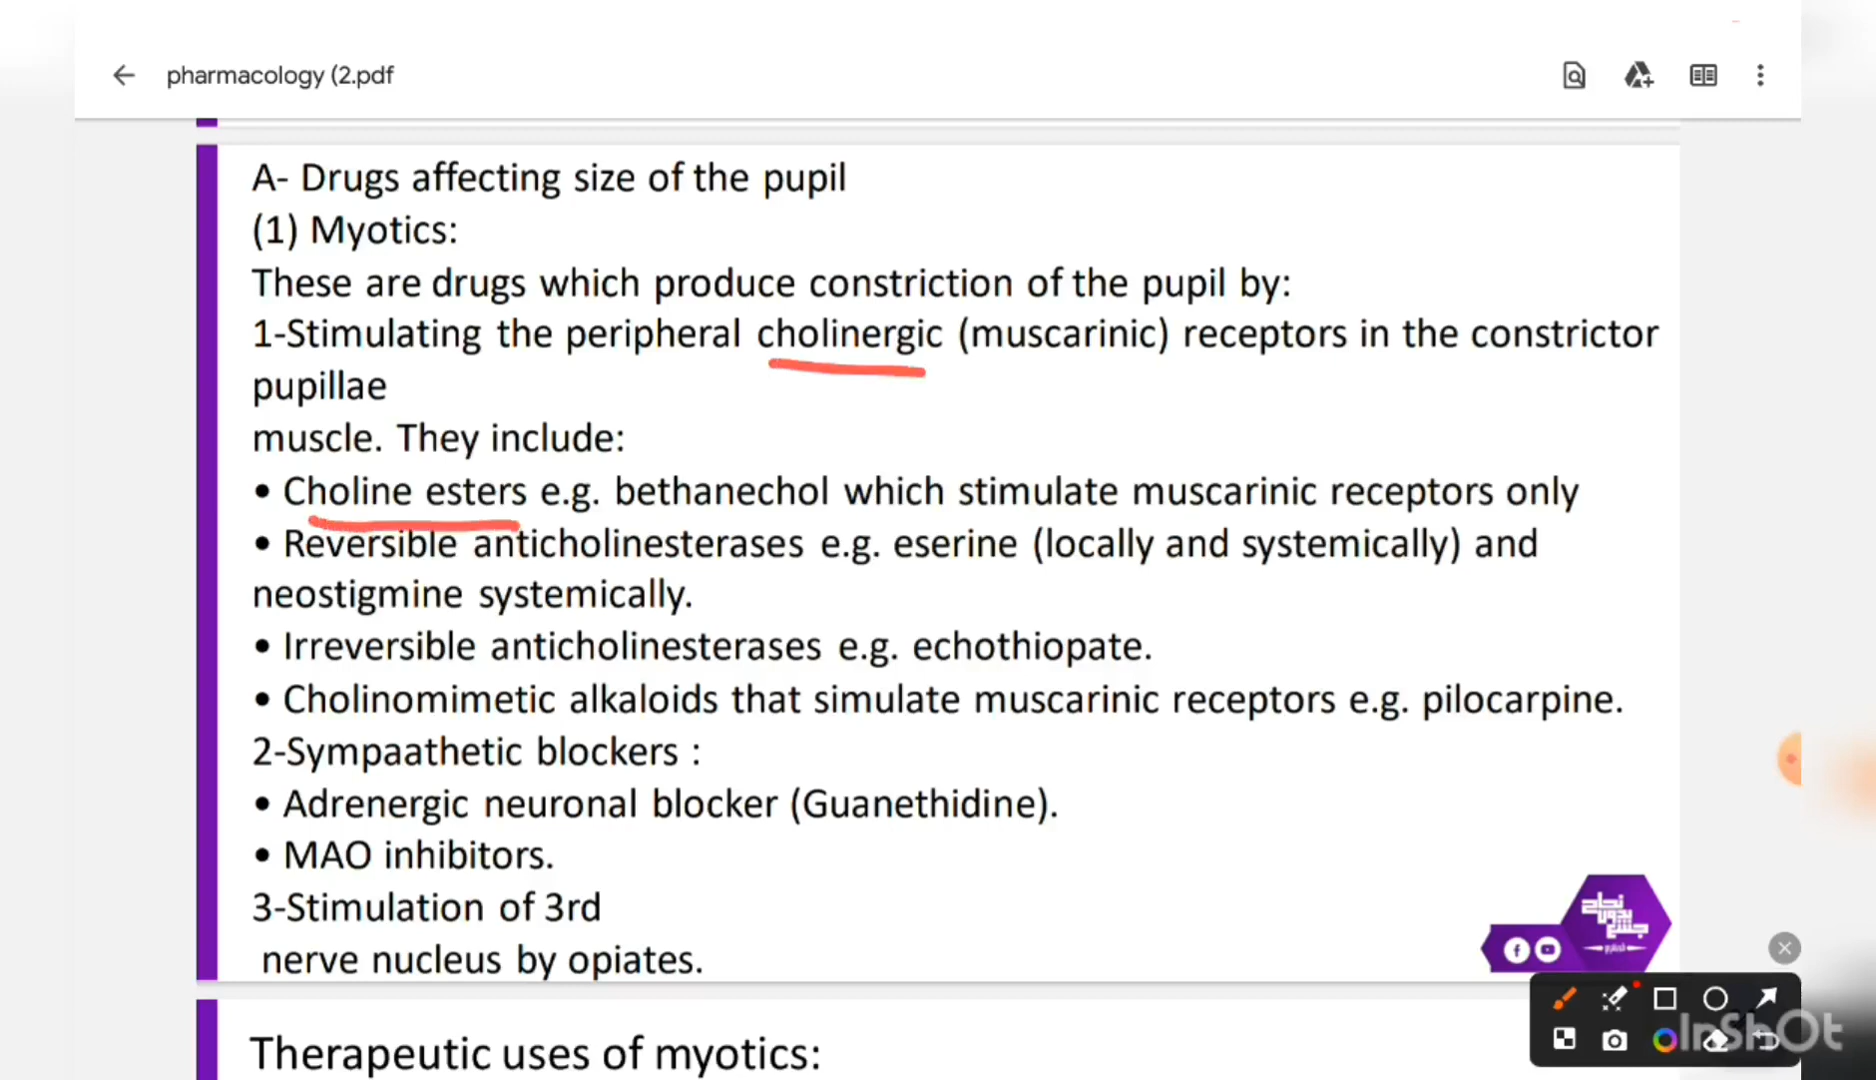 pharmacology (2.pdf
A- Drugs affecting size of the pupil
(1) Myotics:
These are drugs which produce constriction of the pupil by:
1-Stimulating the peripheral cholinergic (muscarinic) receptors in the constrictor
pupillae
muscle. They include:
• Choline esters e.g. bethanechol which stimulate muscarinic receptors only
• Reversible anticholinesterases e.g. eserine (locally and systemically) and
neostigmine systemically.
• Irreversible anticholinesterases e.g. echothiopate.
• Cholinomimetic alkaloids that simulate muscarinic receptors e.g. pilocarpine.
2-Sympaathetic blockers :
• Adrenergic neuronal blocker (Guanethidine).
• MAO inhibitors.
3-Stimulation of 3rd
nerve nucleus by opiates.
نجاح
بدون
Therapeutic uses of myotics:
InShOt